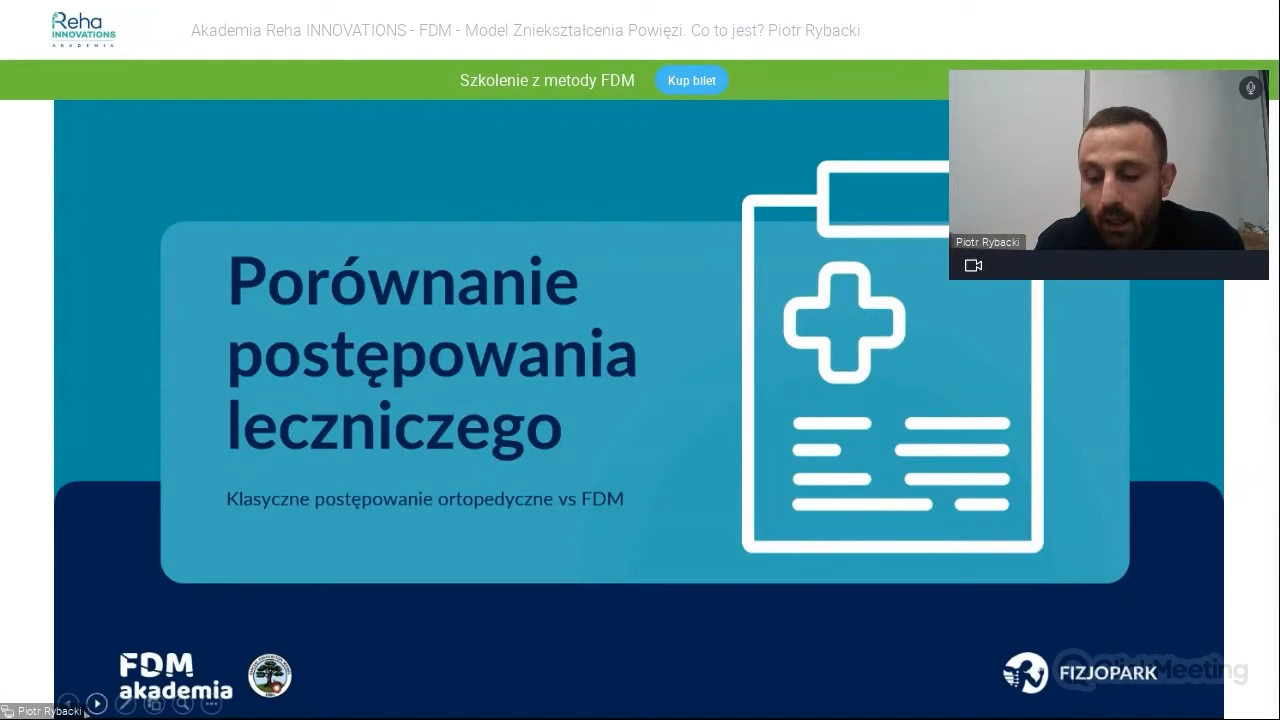 Reha
INNOVATIONS
AKADEMIA
Akademia Reha INNOVATIONS - FDM - Model Zniekształcenia Powięzi. Co to jest? Piotr Rybacki
Szkolenie z metody FDM
Kup bilet
Piotr Rybacki
Porównanie
postępowania
leczniczego
Klasyczne postępowanie ortopedyczne vs FDM
FDM
akademia
FIZJOPARK
ClickMeeting
Piotr Rybacki